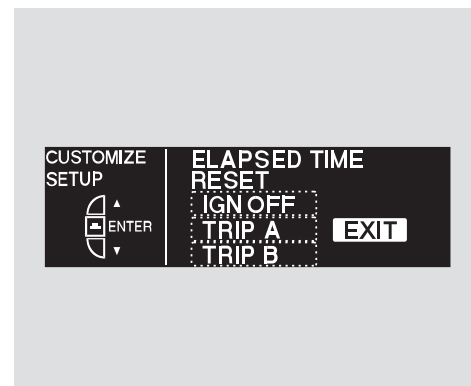 CUSTOMIZE
SETUP
ENTER
ELAPSED TIME
RESET
IGN OFF
TRIP A
TRIP B
EXIT